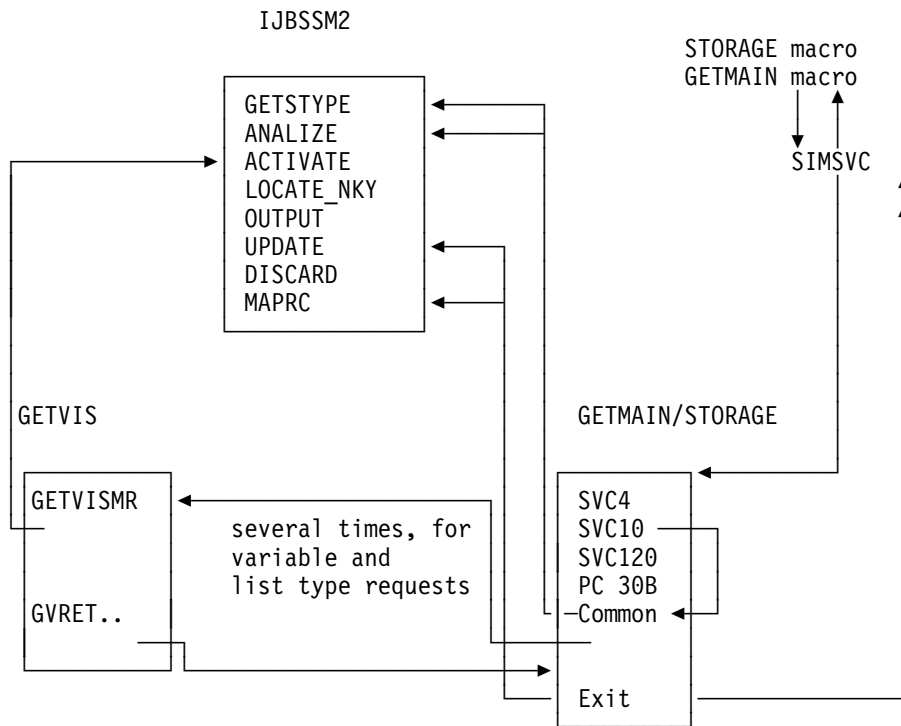 IJBSSM2
STORAGE macro
GETMAIN macro
GETSTYPE
ANALIZE
ACTIVATE
LOCATE_NKY
OUTPUT
UPDATE
DISCARD
MAPRC
SIMSVC
GETVIS
GETMAIN/STORAGE
GETVISMR
several times, for
variable and
list type requests
GVRET..
SVC4
SVC10
SVC120
PC 30B
Common
Exit